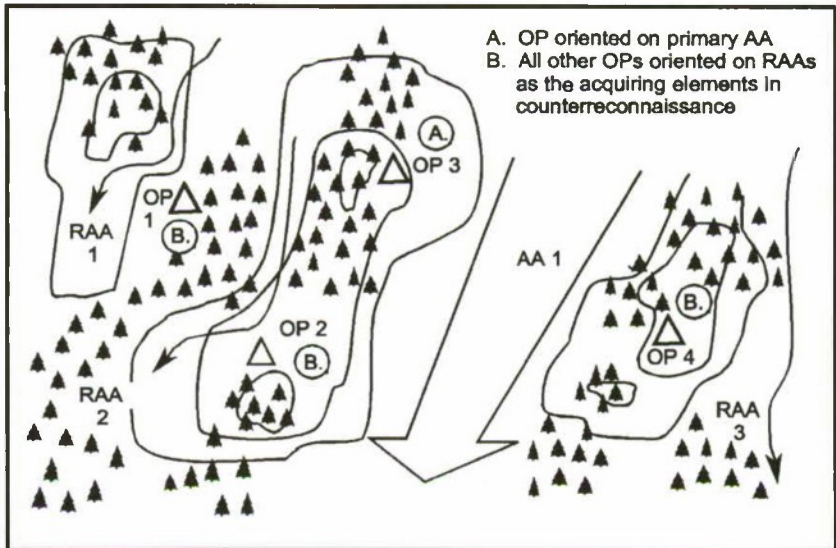 A. OP oriented on primary AA
B. All other OPs oriented on RAAs
as the acquiring elements in
counterreconnaissance
A.
OP 3
OP
1
B.
RAA
1
AA 1
B.
OP 4
OP 2
B.
RAA
2
RAA
3